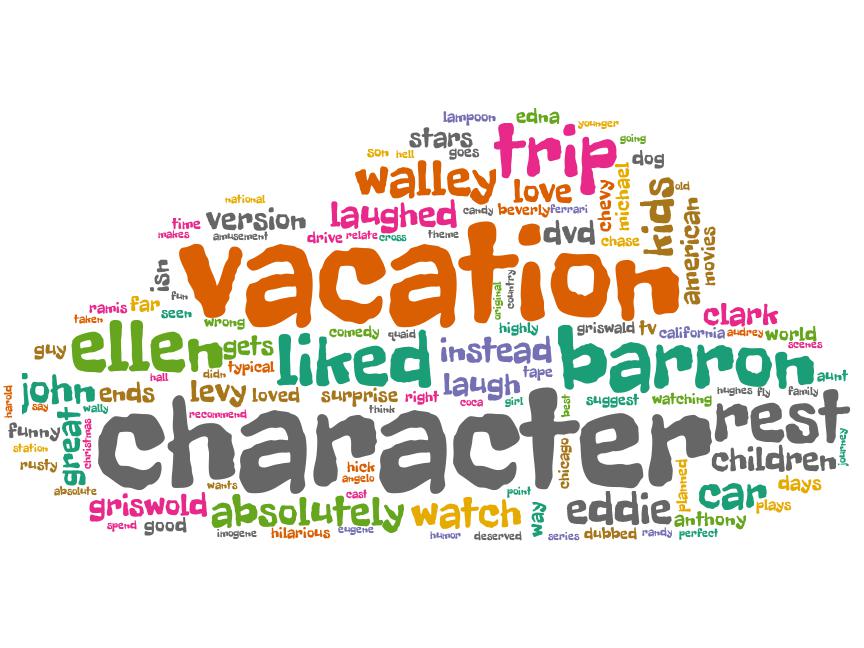 lampoon edna younger
stars trip going
son hell goes dog
walley love chevy michael kids old
national laughed candy beverly ferrari american
time version dvd movies
makes amusement drive relate cross theme chase
isn vacation
fun original country
ramis far seen clark
taken wrong comedy quaid highly griswald tv california audrey world
guy ellen gets liked instead barron scenes
hall didn typical tape aunt
john ends levy loved surprise right laugh girl suggest watching hughes fly family
harold say wally recommend think coca best
funny great christmas character rest
station rusty hick angelo chicago children journey
absolute wants cast point planned car days
griswold absolutely watch way eddie anthony plays
spend good imogene hilarious eugene humor deserved series dubbed randy perfect